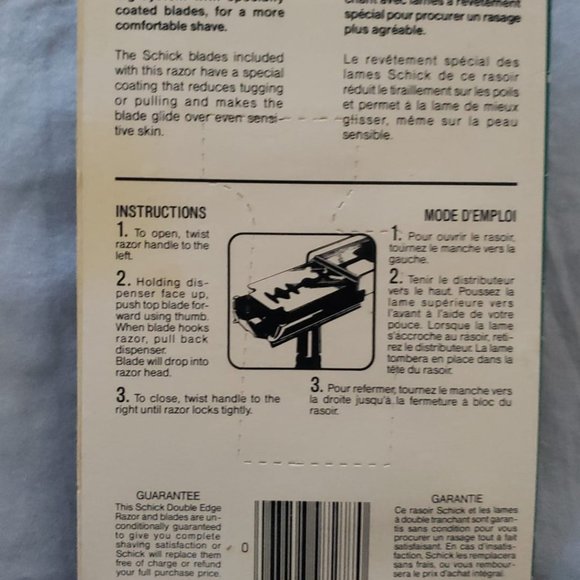 coated blades, for a more
comfortable shave.
The Schick blades included
with this razor have a special
coating that reduces tugging
or pulling and makes the
blade glide over even sensi-
tive skin.
spécial pour procurer un rasage
plus agréable.
Le revêtement spécial des
lames Schick de ce rasoir
réduit le tiraillement sur les poils
et permet à la lame de mieux
glisser, même sur la peau
sensible.
INSTRUCTIONS
1. To open, twist
razor handle to the
left.
2. Holding dis-
penser face up,
push top blade for-
ward using thumb.
When blade hooks
razor, pull back
dispenser.
Blade will drop into
razor head.
3. To close, twist handle to the
right until razor locks tightly.
MODE D'EMPLOI
1. Pour ouvrir le rasoir,
tournez le manche vers la
gauche.
2. Tenir le distributeur
vers le haut. Poussez la
lame supérieure vers
l'avant à l'aide de votre
pouce. Lorsque la lame
s'accroche au rasoir, reti-
rez le distributeur. La lame
tombera en place dans la
tête du rasoir.
3. Pour refermer, tournez le manche vers
la droite jusqu'à la fermeture à bloc du
rasoir.
GUARANTEE
This Schick Double Edge
Razor and blades are un-
conditionally guaranteed
to give you complete
shaving satisfaction or
Schick will replace them
free of charge or refund
your full purchase price.
0
GARANTIE
Ce rasoir Schick et les lames
à double tranchant sont garan-
tis sans condition pour vous
procurer un rasage tout à fait
satisfaisant. En cas d'insatis-
faction, Schick les remplacera
sans frais, ou vous rembour-
sera le prix d'achat intégral.